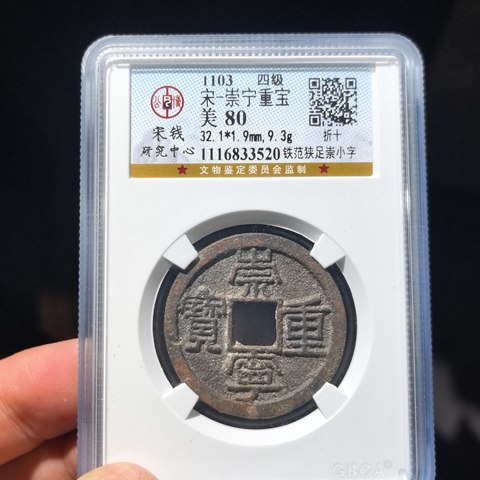 1103 四级
宋-崇宁重宝
美 80
宋钱
32.1*1.9mm,9.3g 折十
研究中心
1116833520 铁范狭足崇小字
★ 文物鉴定委员会监制 ★
崇
寶 重
寧
GBCA